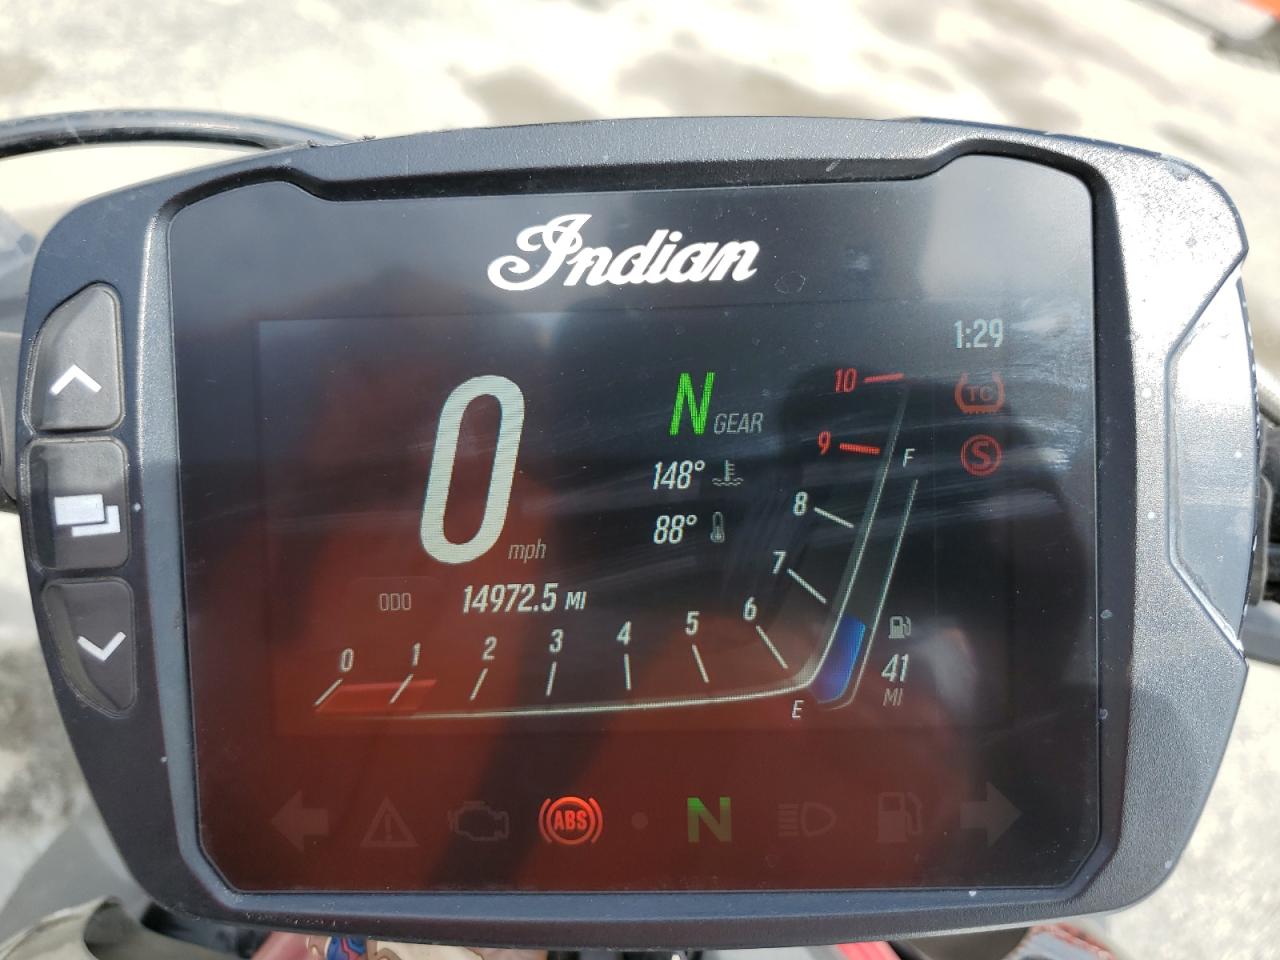 Indian
1:29
0 mph
N GEAR
148°
88°
TC
S
ODO 14972.5 MI
0 1 2 3 4 5 6 7 8 9 10
F
E
41
MI
ABS
N